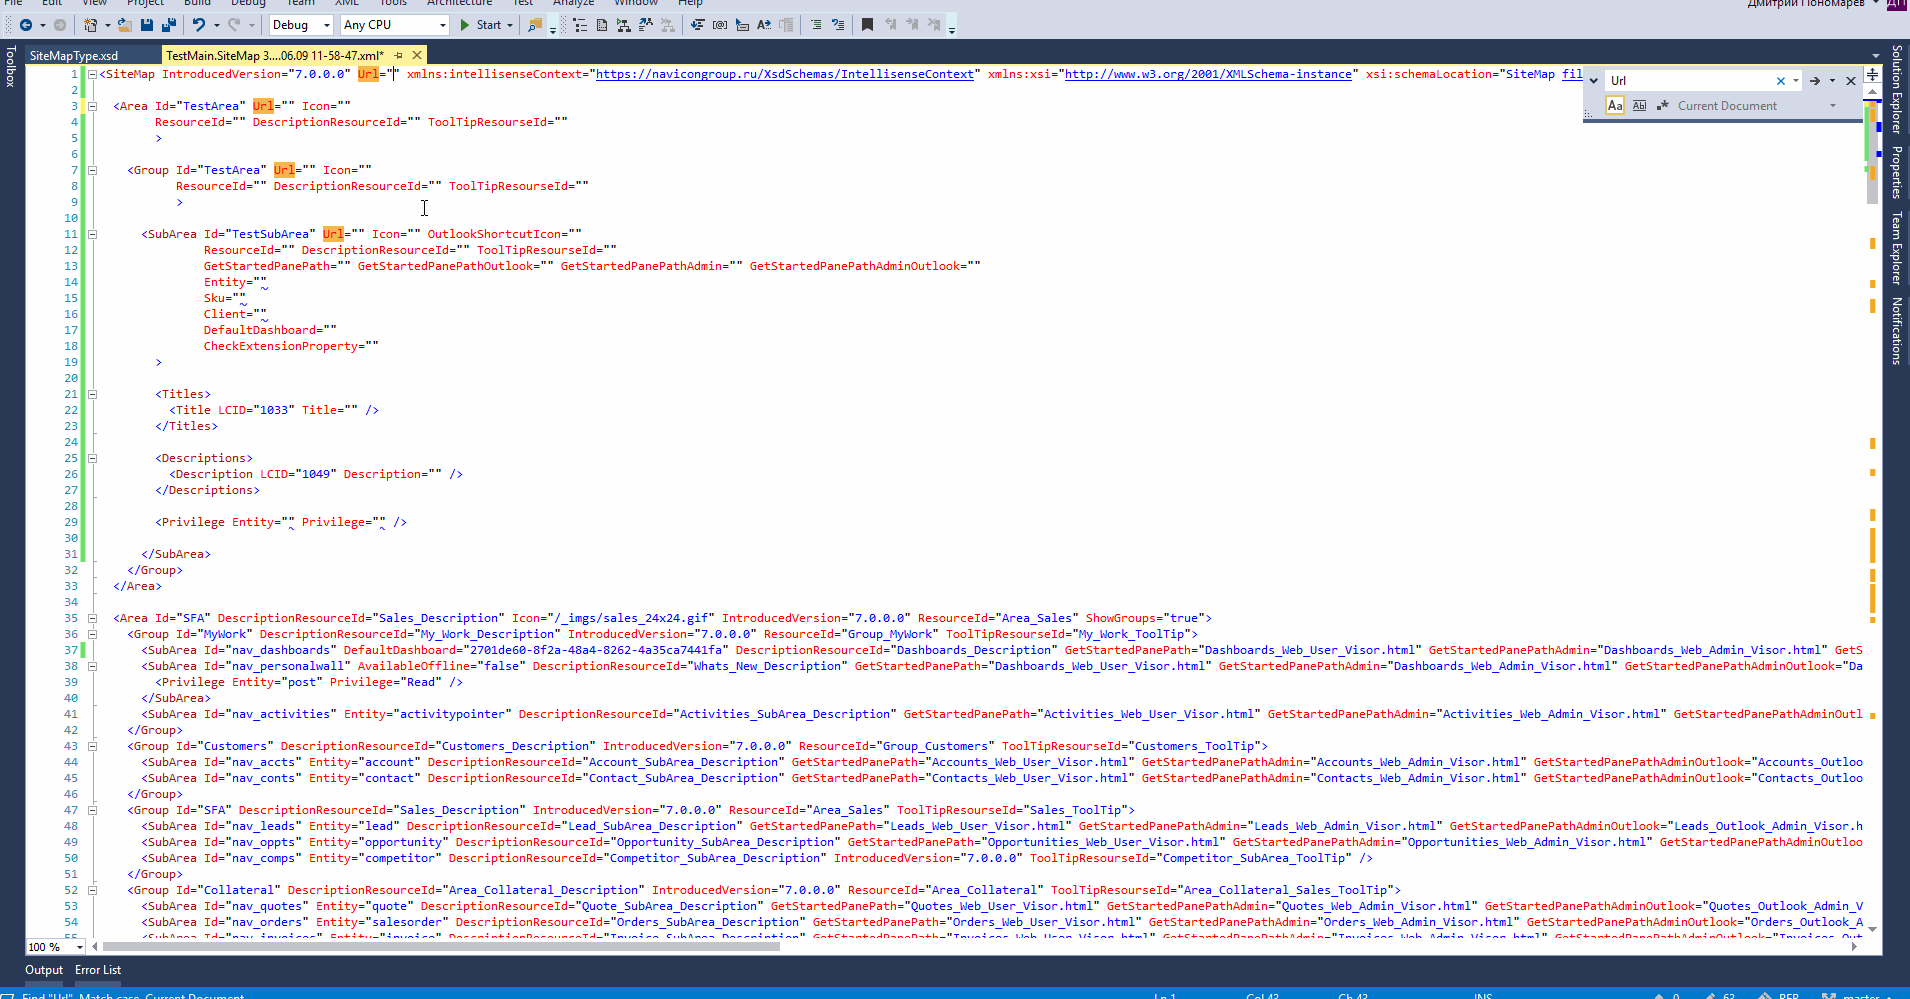 File Edit View Project Build Debug Team XML Tools Architecture Test Analyze Window Help Дмитрий Пономарев ДП
Debug Any CPU Start
SiteMapType.xsd TestMain.SiteMap 3....06.09 11-58-47.xml*
Toolbox
Url
Aa Current Document
Solution Explorer
Properties
Team Explorer
Notifications
1 <SiteMap IntroducedVersion="7.0.0.0" Url="" xmlns:intellisenseContext="https://navicongroup.ru/XsdSchemas/IntellisenseContext" xmlns:xsi="http://www.w3.org/2001/XMLSchema-instance" xsi:schemaLocation="SiteMap fil
2
3 <Area Id="TestArea" Url="" Icon=""
4 ResourceId="" DescriptionResourceId="" ToolTipResourseId=""
5 >
6
7 <Group Id="TestArea" Url="" Icon=""
8 ResourceId="" DescriptionResourceId="" ToolTipResourseId=""
9 >
10
11 <SubArea Id="TestSubArea" Url="" Icon="" OutlookShortcutIcon=""
12 ResourceId="" DescriptionResourceId="" ToolTipResourseId=""
13 GetStartedPanePath="" GetStartedPanePathOutlook="" GetStartedPanePathAdmin="" GetStartedPanePathAdminOutlook=""
14 Entity=""
15 Sku=""
16 Client=""
17 DefaultDashboard=""
18 CheckExtensionProperty=""
19 >
20
21 <Titles>
22 <Title LCID="1033" Title="" />
23 </Titles>
24
25 <Descriptions>
26 <Description LCID="1049" Description="" />
27 </Descriptions>
28
29 <Privilege Entity="" Privilege="" />
30
31 </SubArea>
32 </Group>
33 </Area>
34
35 <Area Id="SFA" DescriptionResourceId="Sales_Description" Icon="/_imgs/sales_24x24.gif" IntroducedVersion="7.0.0.0" ResourceId="Area_Sales" ShowGroups="true">
36 <Group Id="MyWork" DescriptionResourceId="My_Work_Description" IntroducedVersion="7.0.0.0" ResourceId="Group_MyWork" ToolTipResourseId="My_Work_ToolTip">
37 <SubArea Id="nav_dashboards" DefaultDashboard="2701de60-8f2a-48a4-8262-4a35ca7441fa" DescriptionResourceId="Dashboards_Description" GetStartedPanePath="Dashboards_Web_User_Visor.html" GetStartedPanePathAdmin="Dashboards_Web_Admin_Visor.html" GetS
38 <SubArea Id="nav_personalwall" AvailableOffline="false" DescriptionResourceId="Whats_New_Description" GetStartedPanePath="Dashboards_Web_User_Visor.html" GetStartedPanePathAdmin="Dashboards_Web_Admin_Visor.html" GetStartedPanePathAdminOutlook="Da
39 <Privilege Entity="post" Privilege="Read" />
40 </SubArea>
41 <SubArea Id="nav_activities" Entity="activitypointer" DescriptionResourceId="Activities_SubArea_Description" GetStartedPanePath="Activities_Web_User_Visor.html" GetStartedPanePathAdmin="Activities_Web_Admin_Visor.html" GetStartedPanePathAdminOutl
42 </Group>
43 <Group Id="Customers" DescriptionResourceId="Customers_Description" IntroducedVersion="7.0.0.0" ResourceId="Group_Customers" ToolTipResourseId="Customers_ToolTip">
44 <SubArea Id="nav_accts" Entity="account" DescriptionResourceId="Account_SubArea_Description" GetStartedPanePath="Accounts_Web_User_Visor.html" GetStartedPanePathAdmin="Accounts_Web_Admin_Visor.html" GetStartedPanePathAdminOutlook="Accounts_Outloo
45 <SubArea Id="nav_conts" Entity="contact" DescriptionResourceId="Contact_SubArea_Description" GetStartedPanePath="Contacts_Web_User_Visor.html" GetStartedPanePathAdmin="Contacts_Web_Admin_Visor.html" GetStartedPanePathAdminOutlook="Contacts_Outloo
46 </Group>
47 <Group Id="SFA" DescriptionResourceId="Sales_Description" IntroducedVersion="7.0.0.0" ResourceId="Area_Sales" ToolTipResourseId="Sales_ToolTip">
48 <SubArea Id="nav_leads" Entity="lead" DescriptionResourceId="Lead_SubArea_Description" GetStartedPanePath="Leads_Web_User_Visor.html" GetStartedPanePathAdmin="Leads_Web_Admin_Visor.html" GetStartedPanePathAdminOutlook="Leads_Outlook_Admin_Visor.h
49 <SubArea Id="nav_oppts" Entity="opportunity" DescriptionResourceId="Opportunity_SubArea_Description" GetStartedPanePath="Opportunities_Web_User_Visor.html" GetStartedPanePathAdmin="Opportunities_Web_Admin_Visor.html" GetStartedPanePathAdminOutloo
50 <SubArea Id="nav_comps" Entity="competitor" DescriptionResourceId="Competitor_SubArea_Description" IntroducedVersion="7.0.0.0" ToolTipResourseId="Competitor_SubArea_ToolTip" />
51 </Group>
52 <Group Id="Collateral" DescriptionResourceId="Area_Collateral_Description" IntroducedVersion="7.0.0.0" ResourceId="Area_Collateral" ToolTipResourseId="Area_Collateral_Sales_ToolTip">
53 <SubArea Id="nav_quotes" Entity="quote" DescriptionResourceId="Quote_SubArea_Description" GetStartedPanePath="Quotes_Web_User_Visor.html" GetStartedPanePathAdmin="Quotes_Web_Admin_Visor.html" GetStartedPanePathAdminOutlook="Quotes_Outlook_Admin_V
54 <SubArea Id="nav_orders" Entity="salesorder" DescriptionResourceId="Orders_SubArea_Description" GetStartedPanePath="Orders_Web_User_Visor.html" GetStartedPanePathAdmin="Orders_Web_Admin_Visor.html" GetStartedPanePathAdminOutlook="Orders_Outlook_A
55 <SubArea Id="nav_invoices" Entity="invoice" DescriptionResourceId="Invoice_SubArea_Description" GetStartedPanePath="Invoices_Web_User_Visor.html" GetStartedPanePathAdmin="Invoices_Web_Admin_Visor.html" GetStartedPanePathAdminOutlook="Invoices_Out
100 %
Output Error List
Find "Url", Match case, Current Document Ln 1 Col 43 Ch 43 INS 0 63 master